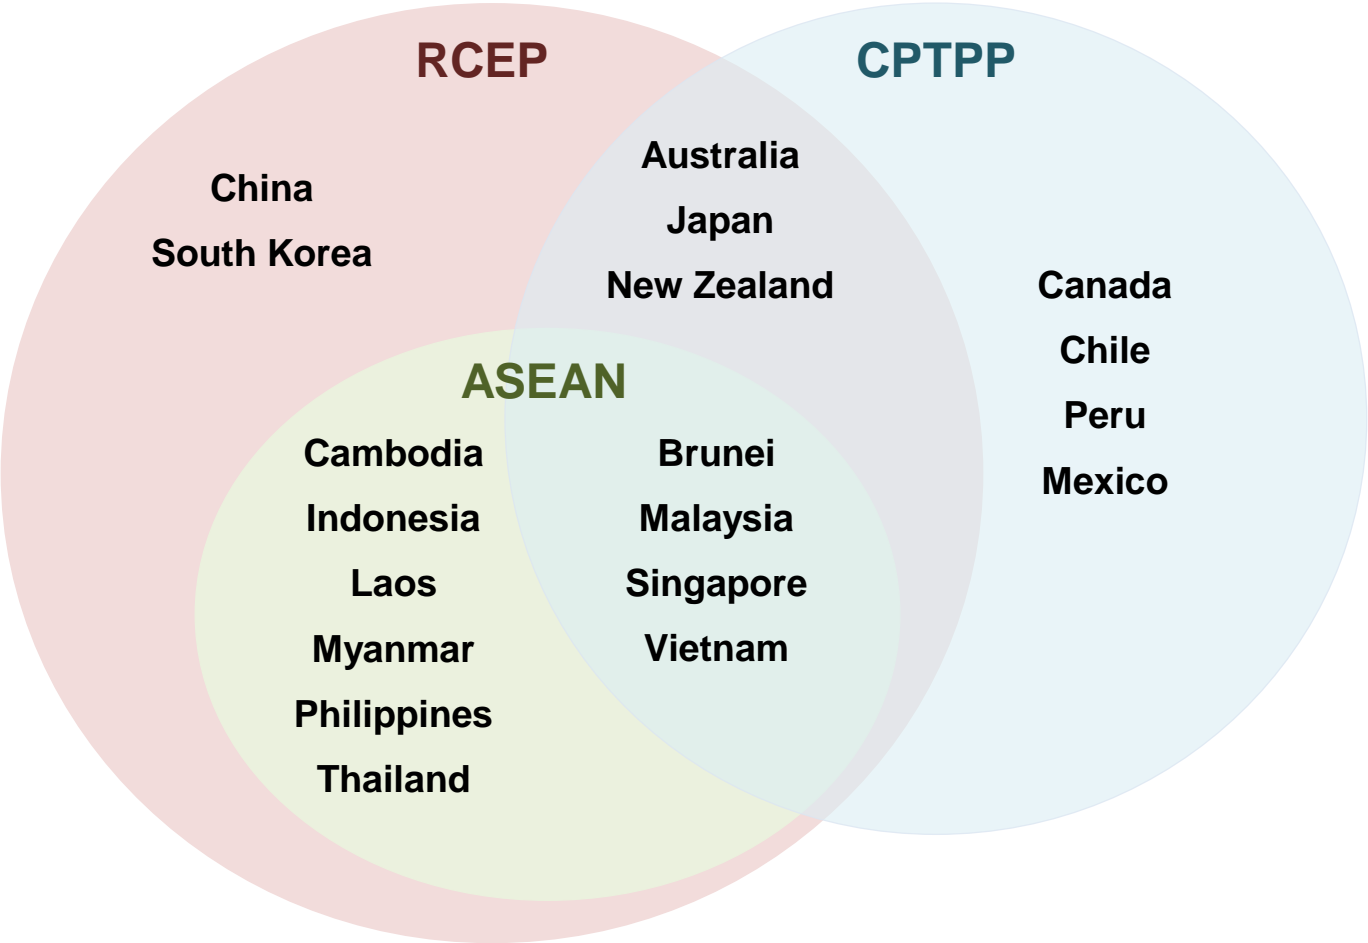 RCEP
CPTPP
China
South Korea
Australia
Japan
New Zealand
Canada
Chile
Peru
Mexico
ASEAN
Cambodia
Indonesia
Laos
Myanmar
Philippines
Thailand
Brunei
Malaysia
Singapore
Vietnam